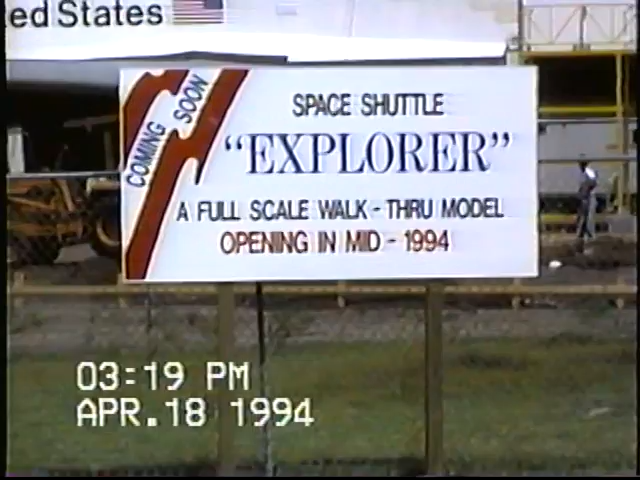 ed States
COMING SOON
SPACE SHUTTLE
"EXPLORER"
A FULL SCALE WALK-THRU MODEL
OPENING IN MID-1994
03:19 PM
APR.18 1994